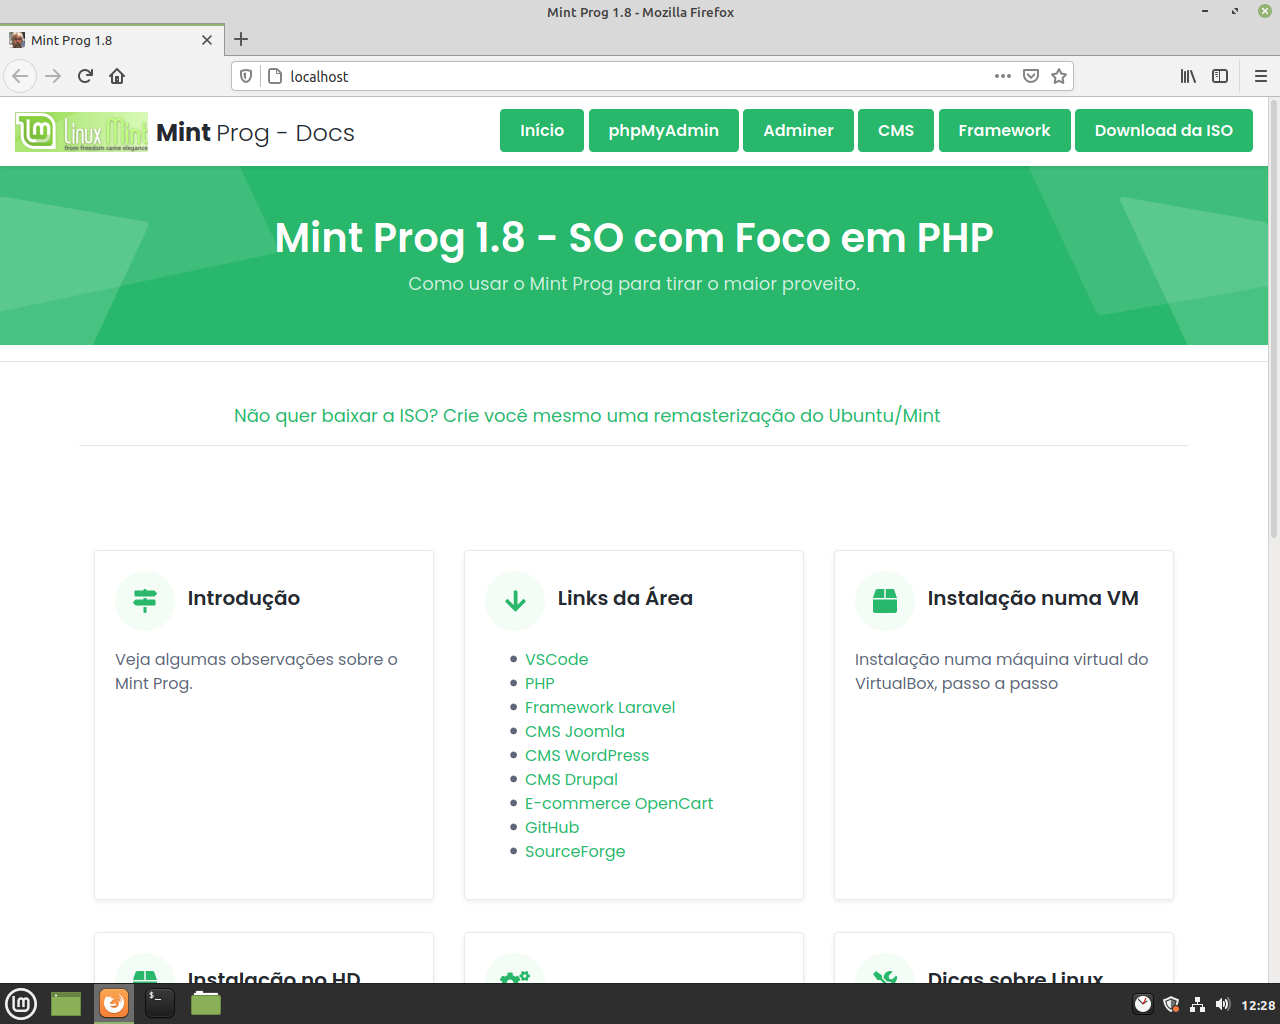 Mint Prog 1.8 - Mozilla Firefox
Mint Prog 1.8
localhost
Linux Mint
from freedom came elegance
Mint Prog - Docs
Início
phpMyAdmin
Adminer
CMS
Framework
Download da ISO
Mint Prog 1.8 - SO com Foco em PHP
Como usar o Mint Prog para tirar o maior proveito.
Não quer baixar a ISO? Crie você mesmo uma remasterização do Ubuntu/Mint
Introdução
Veja algumas observações sobre o
Mint Prog.
Links da Área
VSCode
PHP
Framework Laravel
CMS Joomla
CMS WordPress
CMS Drupal
E-commerce OpenCart
GitHub
SourceForge
Instalação numa VM
Instalação numa máquina virtual do
VirtualBox, passo a passo
Instalação no HD
Dicas sobre Linux
12:28